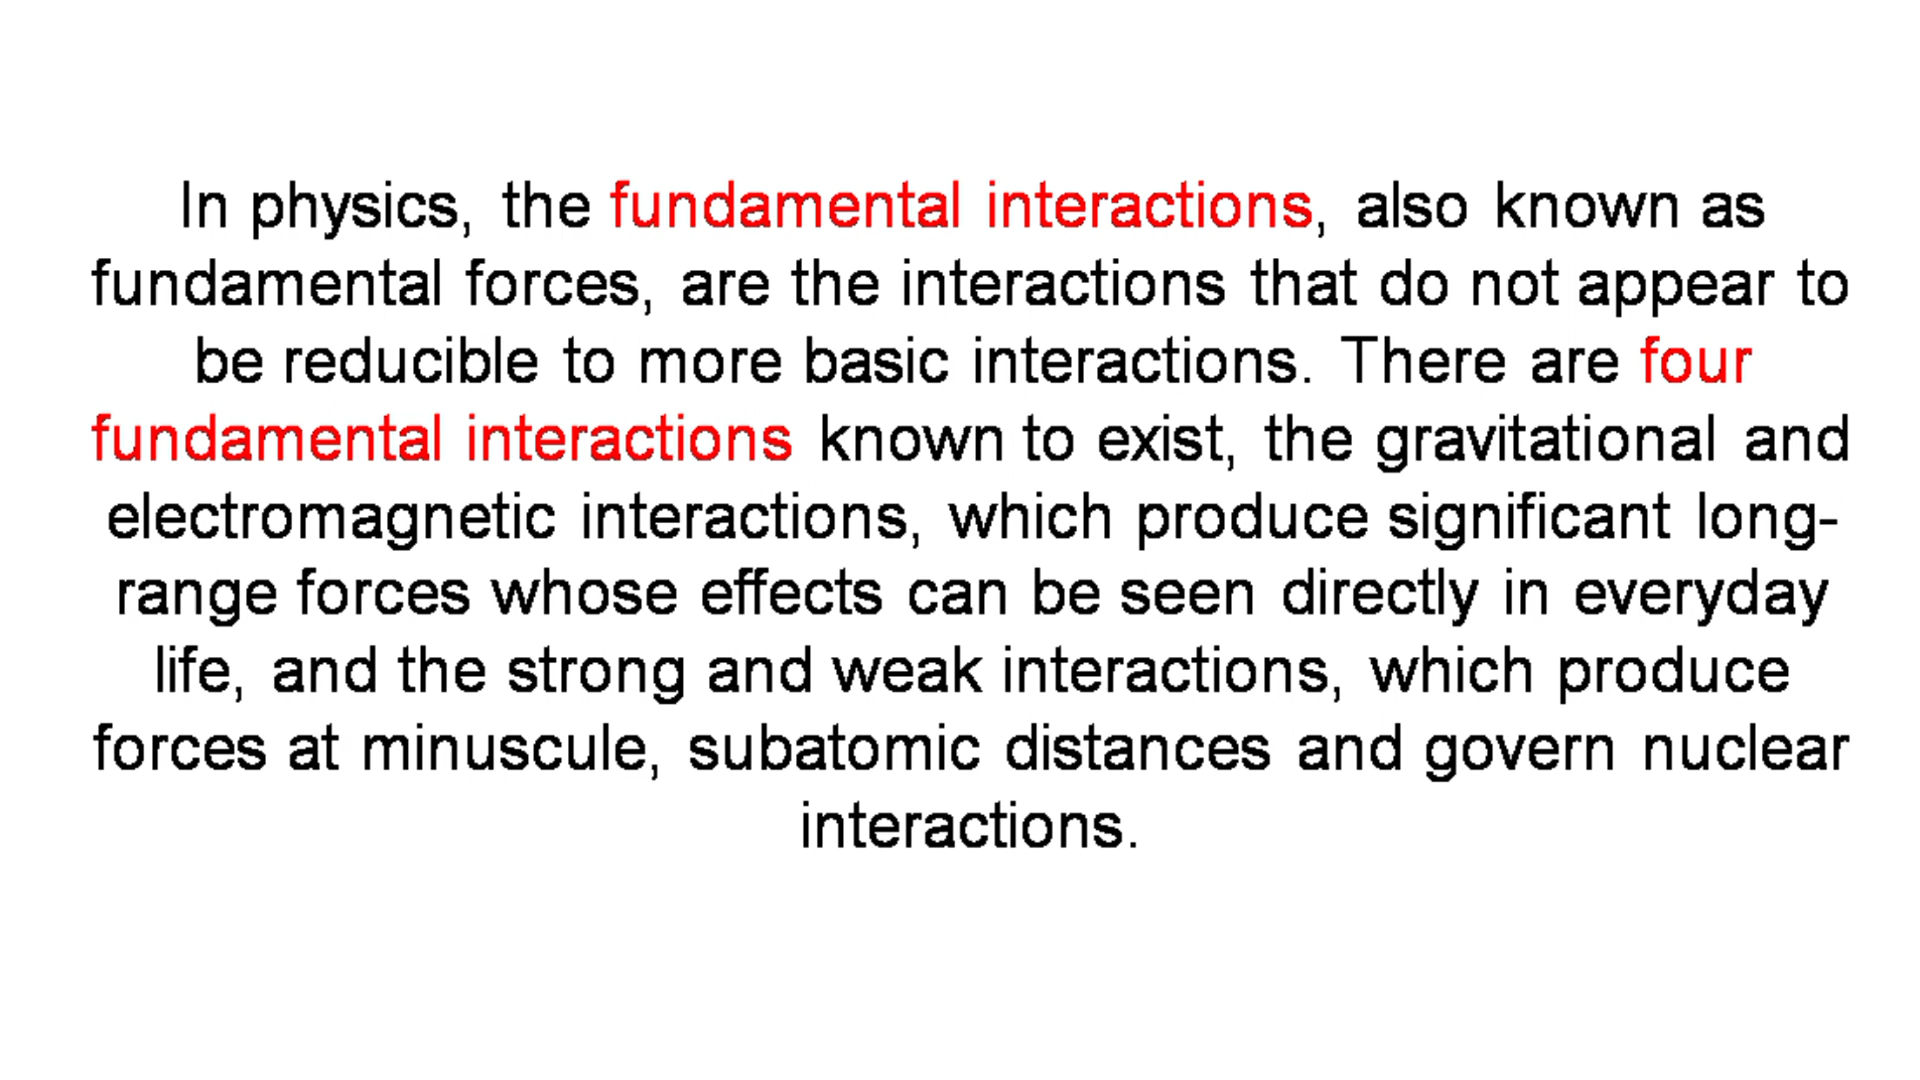 In physics, the fundamental interactions, also known as
fundamental forces, are the interactions that do not appear to
be reducible to more basic interactions. There are four
fundamental interactions known to exist, the gravitational and
electromagnetic interactions, which produce significant long-
range forces whose effects can be seen directly in everyday
life, and the strong and weak interactions, which produce
forces at minuscule, subatomic distances and govern nuclear
interactions.